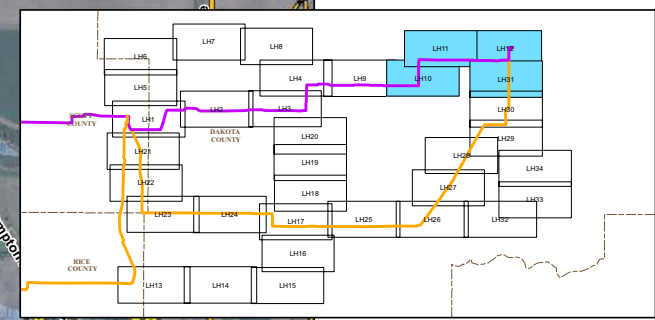 LH7
LH8
LH11
LH12
LH6
LH5
LH4
LH9
LH10
LH31
LH1
LH2
LH3
LH30
SCOTT
COUNTY
DAKOTA
COUNTY
LH20
LH29
LH21
LH19
LH28
LH34
LH22
LH18
LH27
LH33
LH23
LH24
LH17
LH25
LH26
LH32
LH16
RICE
COUNTY
LH13
LH14
LH15